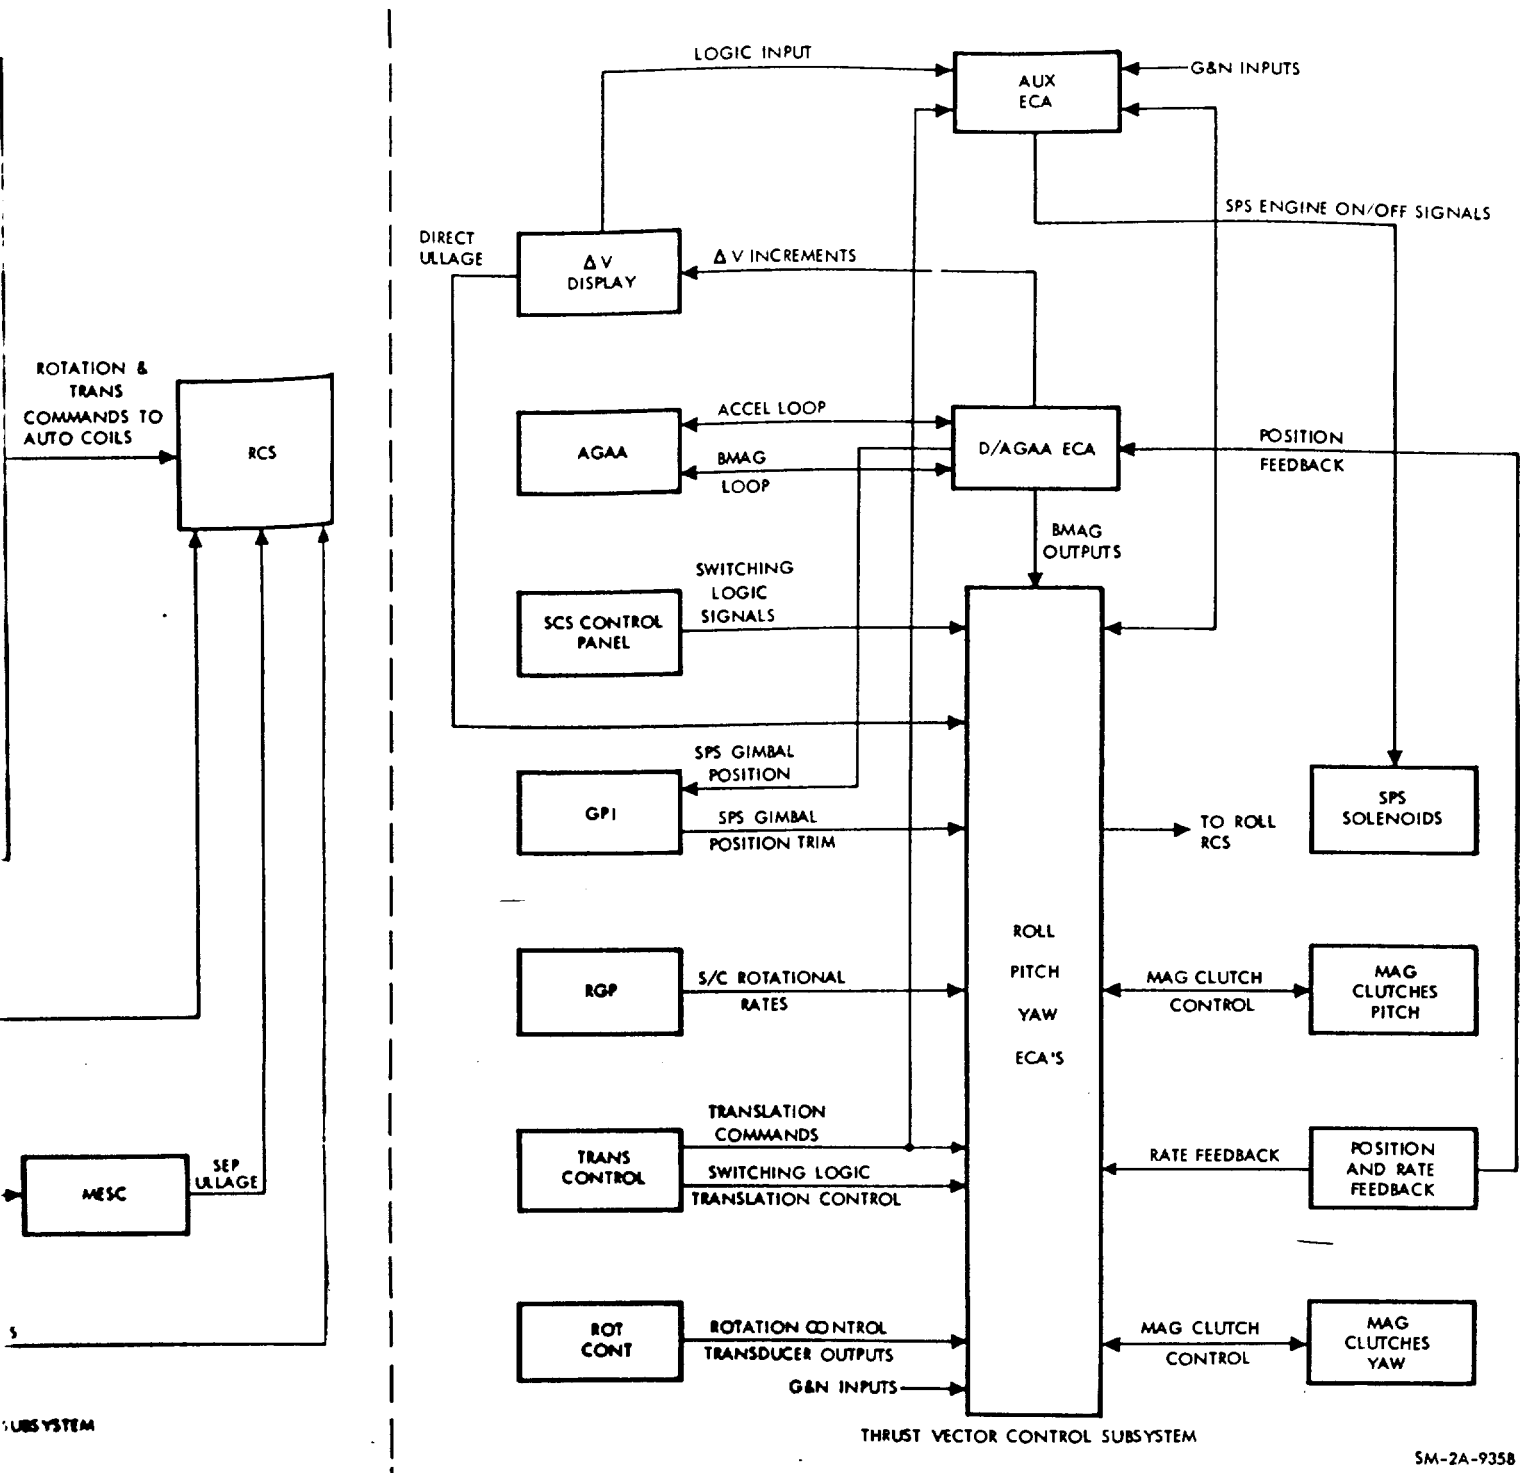 ROTATION &
TRANS
COMMANDS TO
AUTO COILS
RCS
MESC
SEP
ULLAGE
S
SUBSYSTEM
LOGIC INPUT
AUX
ECA
G&N INPUTS
SPS ENGINE ON/OFF SIGNALS
DIRECT
ULLAGE
Δ V
DISPLAY
Δ V INCREMENTS
AGAA
ACCEL LOOP
BMAG
LOOP
D/AGAA ECA
POSITION
FEEDBACK
BMAG
OUTPUTS
SCS CONTROL
PANEL
SWITCHING
LOGIC
SIGNALS
SPS GIMBAL
POSITION
GPI
SPS GIMBAL
POSITION TRIM
TO ROLL
RCS
SPS
SOLENOIDS
ROLL
PITCH
YAW
ECA'S
RGP
S/C ROTATIONAL
RATES
MAG CLUTCH
CONTROL
MAG
CLUTCHES
PITCH
TRANS
CONTROL
TRANSLATION
COMMANDS
SWITCHING LOGIC
TRANSLATION CONTROL
RATE FEEDBACK
POSITION
AND RATE
FEEDBACK
ROT
CONT
ROTATION CONTROL
TRANSDUCER OUTPUTS
G&N INPUTS
MAG CLUTCH
CONTROL
MAG
CLUTCHES
YAW
THRUST VECTOR CONTROL SUBSYSTEM
SM-2A-935B